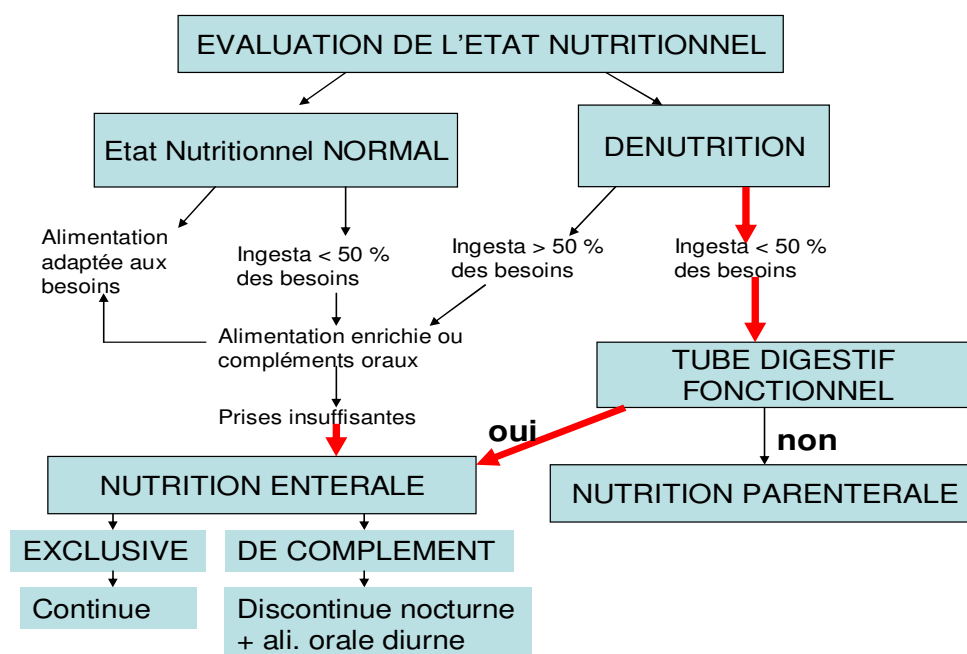 EVALUATION DE L'ETAT NUTRITIONNEL
Etat Nutritionnel NORMAL
DENUTRITION
Alimentation
adaptée aux
besoins
Ingesta < 50 %
des besoins
Ingesta > 50 %
des besoins
Ingesta < 50 %
des besoins
Alimentation enrichie ou
compléments oraux
TUBE DIGESTIF
FONCTIONNEL
Prises insuffisantes
oui
non
NUTRITION ENTERALE
NUTRITION PARENTERALE
EXCLUSIVE
DE COMPLEMENT
Continue
Discontinue nocturne
+ ali. orale diurne